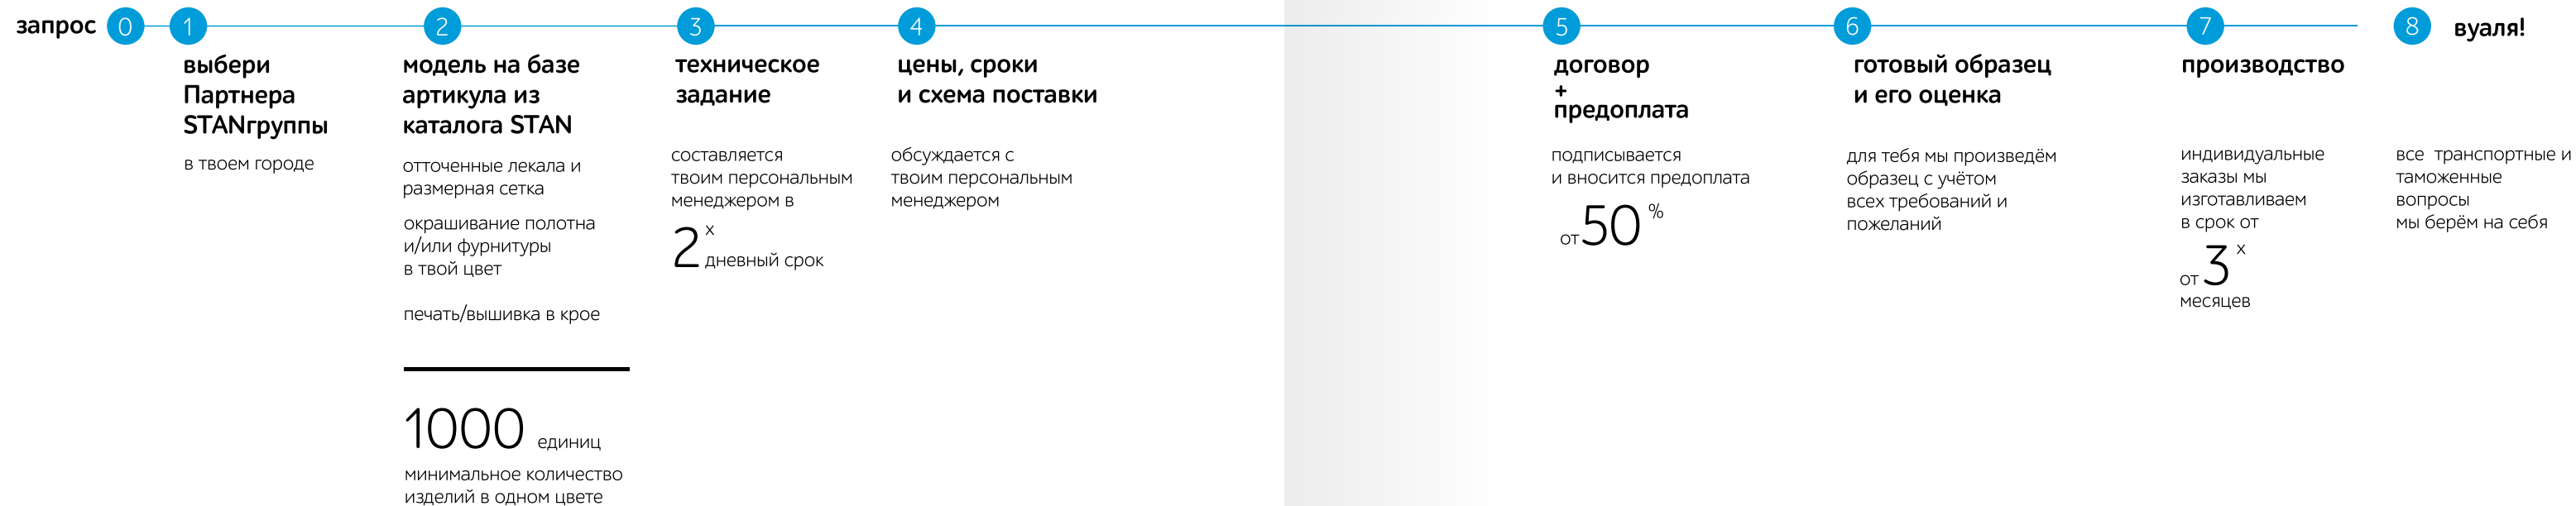 запрос 0
1
выбери
Партнера
STANгруппы
в твоем городе
2
модель на базе
артикула из
каталога STAN
отточенные лекала и
размерная сетка
окрашивание полотна
и/или фурнитуры
в твой цвет
печать/вышивка в крое
1000 единиц
минимальное количество
изделий в одном цвете
3
техническое
задание
составляется
твоим персональным
менеджером в
2 х
дневный срок
4
цены, сроки
и схема поставки
обсуждается с
твоим персональным
менеджером
5
договор
+
предоплата
подписывается
и вносится предоплата
от 50 %
6
готовый образец
и его оценка
для тебя мы произведём
образец с учётом
всех требований и
пожеланий
7
производство
индивидуальные
заказы мы
изготавливаем
в срок от
от 3 х
месяцев
8 вуаля!
все транспортные и
таможенные
вопросы
мы берём на себя